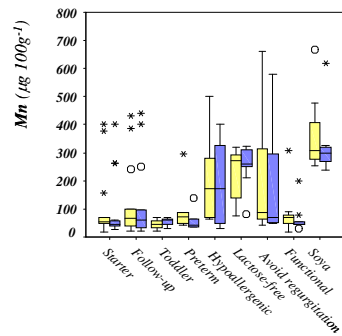 Mn (µg 100g-1)
800
700
600
500
400
300
200
100
0
Starter
Follow-up
Toddler
Preterm
Hypoallergenic
Lactose-free
Avoid regurgitation
Functional
Soya